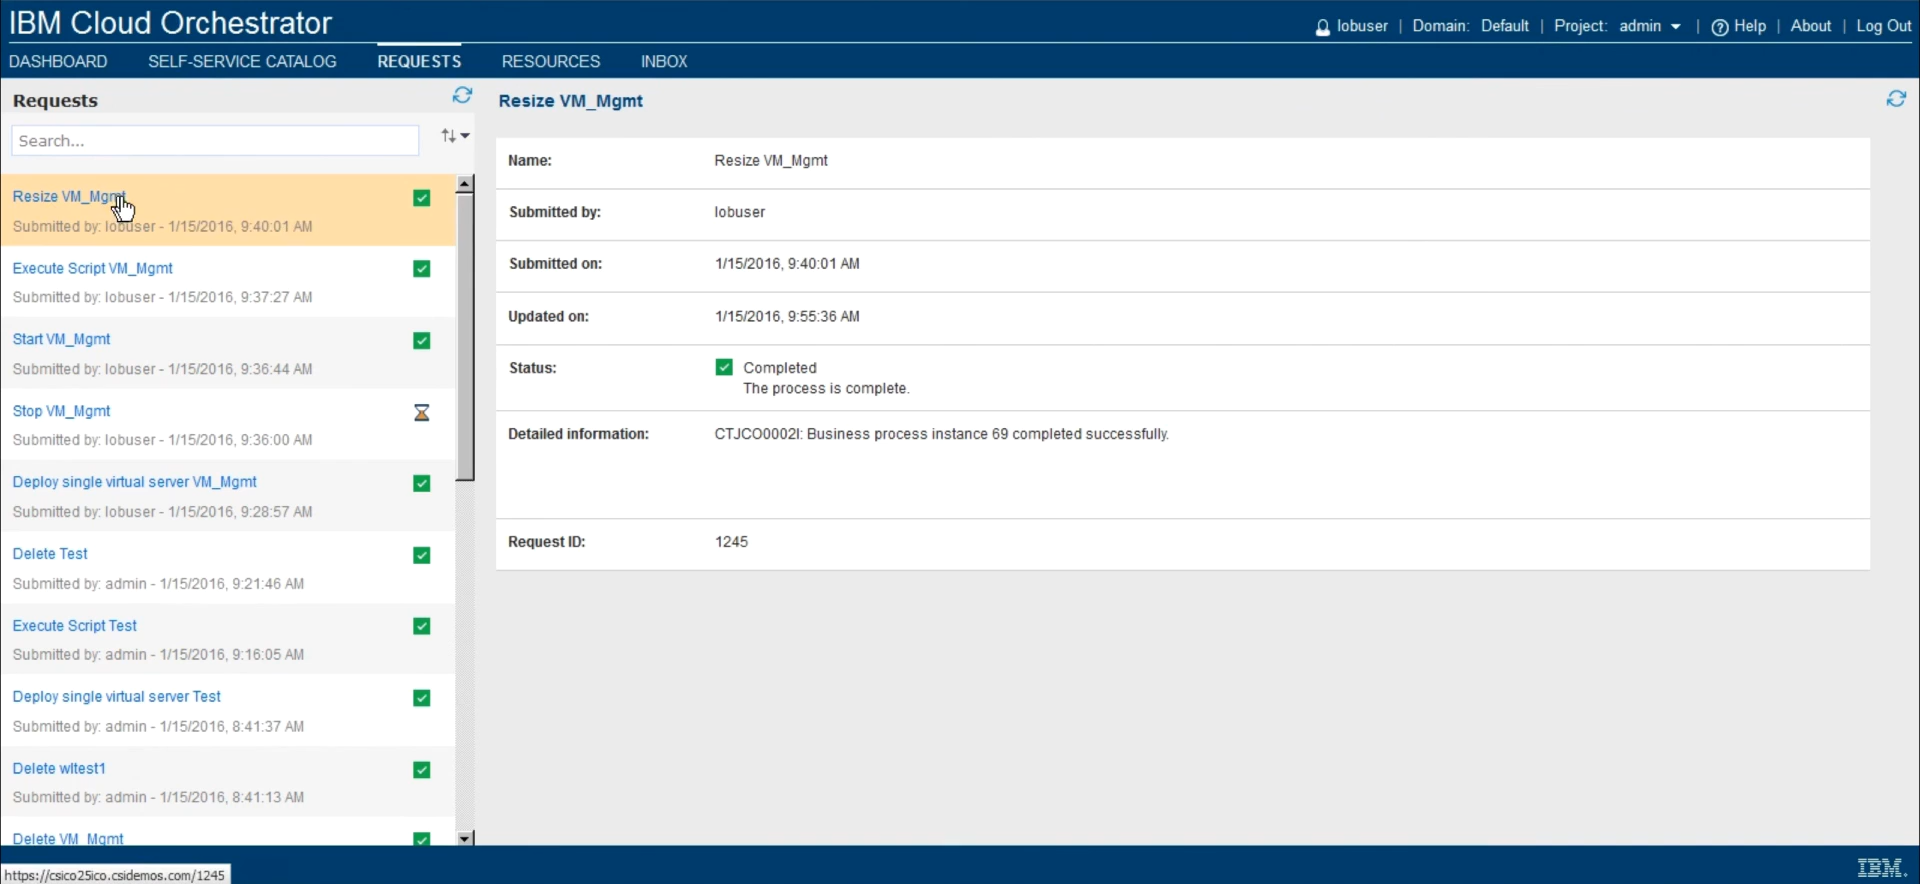 IBM Cloud Orchestrator
lobuser | Domain: Default | Project: admin | Help | About | Log Out
DASHBOARD SELF-SERVICE CATALOG REQUESTS RESOURCES INBOX
Requests
Search...
Resize VM_Mgmt
Submitted by: lobuser - 1/15/2016, 9:40:01 AM
Execute Script VM_Mgmt
Submitted by: lobuser - 1/15/2016, 9:37:27 AM
Start VM_Mgmt
Submitted by: lobuser - 1/15/2016, 9:36:44 AM
Stop VM_Mgmt
Submitted by: lobuser - 1/15/2016, 9:36:00 AM
Deploy single virtual server VM_Mgmt
Submitted by: lobuser - 1/15/2016, 9:28:57 AM
Delete Test
Submitted by: admin - 1/15/2016, 9:21:46 AM
Execute Script Test
Submitted by: admin - 1/15/2016, 9:16:05 AM
Deploy single virtual server Test
Submitted by: admin - 1/15/2016, 8:41:37 AM
Delete wltest1
Submitted by: admin - 1/15/2016, 8:41:13 AM
Delete VM_Mgmt
Resize VM_Mgmt
Name: Resize VM_Mgmt
Submitted by: lobuser
Submitted on: 1/15/2016, 9:40:01 AM
Updated on: 1/15/2016, 9:55:36 AM
Status: Completed
The process is complete.
Detailed information: CTJCO0002I: Business process instance 69 completed successfully.
Request ID: 1245
https://csico25ico.csidemos.com/1245
IBM.